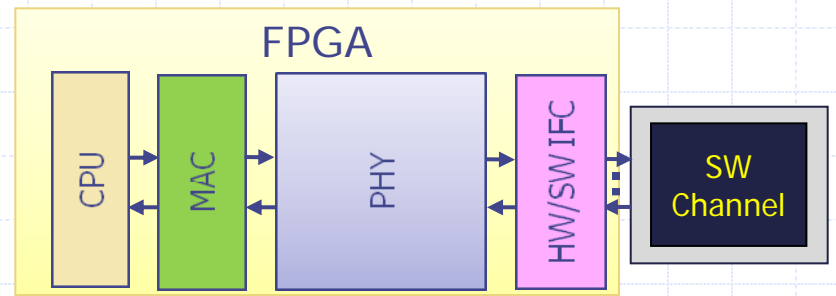 FPGA
CPU
MAC
PHY
HW/SW IFC
SW
Channel